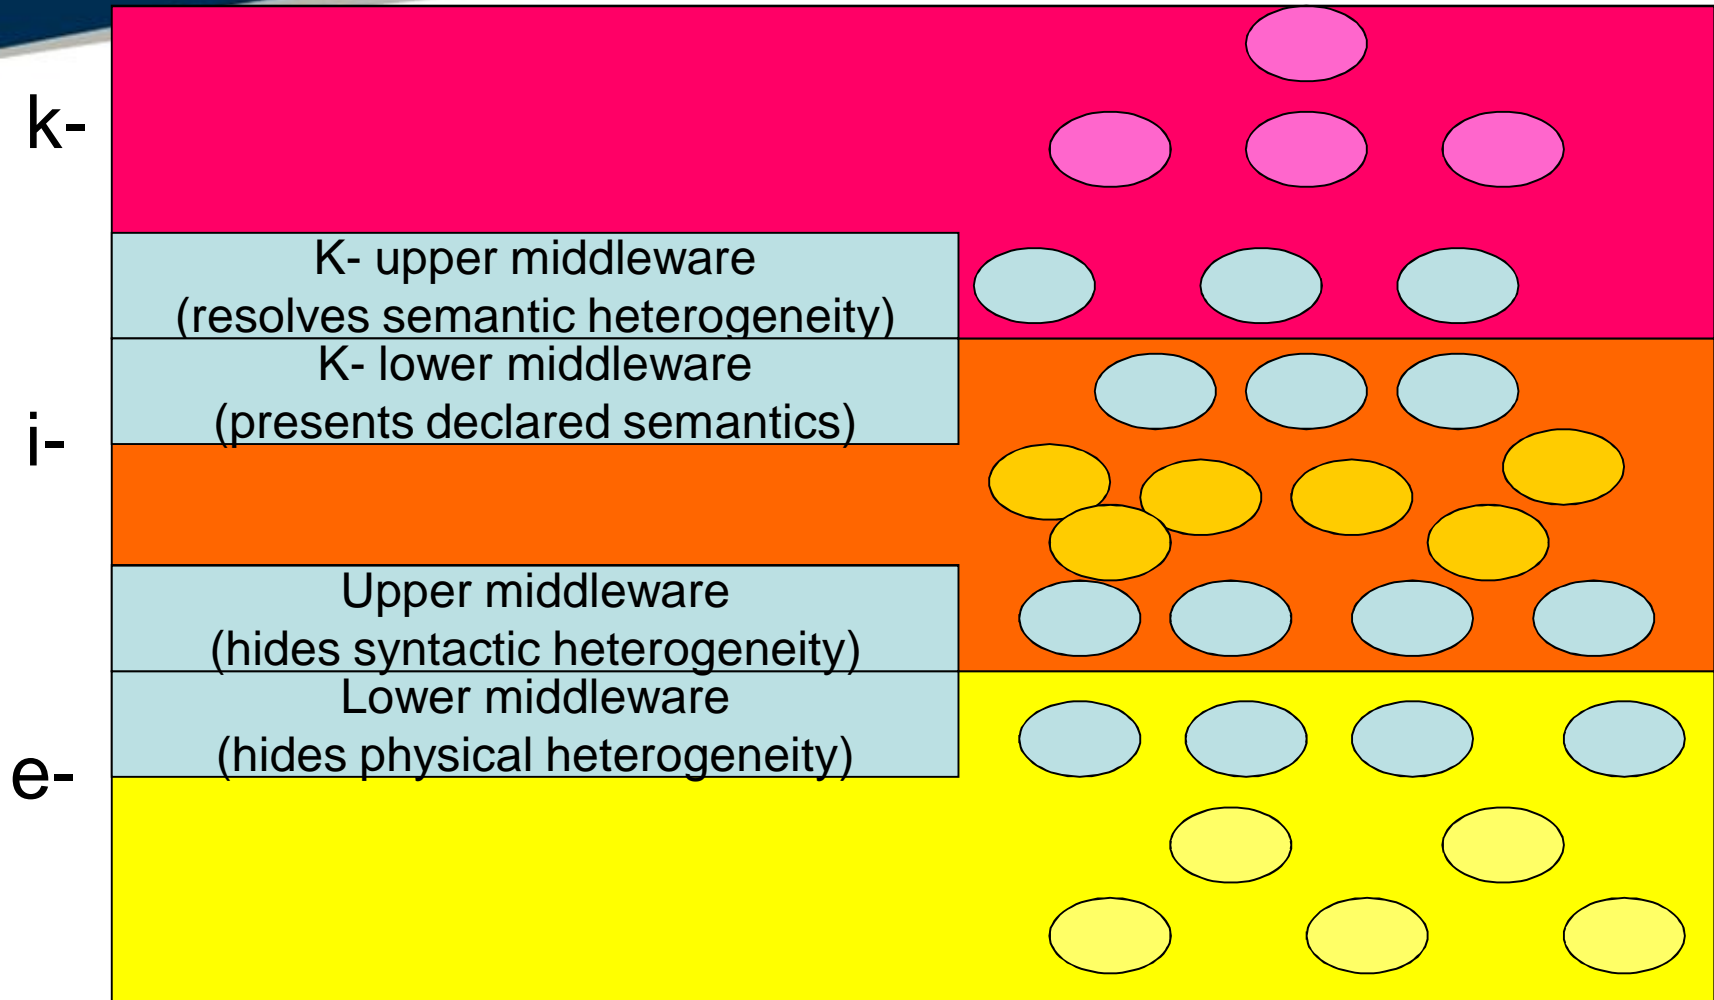 k-
K- upper middleware
(resolves semantic heterogeneity)
K- lower middleware
(presents declared semantics)
i-
Upper middleware
(hides syntactic heterogeneity)
Lower middleware
(hides physical heterogeneity)
e-